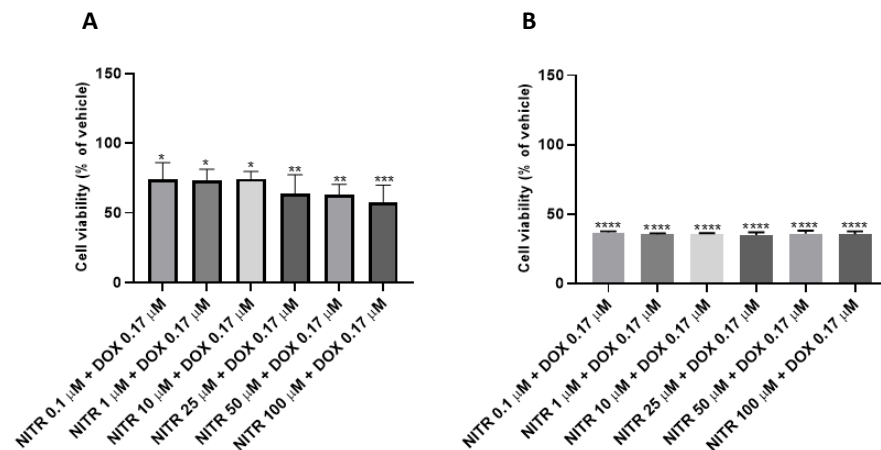 A
Cell viability (% of vehicle)
150
100
50
0
*
*
*
**
**
***
NITR 0.1 µM + DOX 0.17 µM
NITR 1 µM + DOX 0.17 µM
NITR 10 µM + DOX 0.17 µM
NITR 25 µM + DOX 0.17 µM
NITR 50 µM + DOX 0.17 µM
NITR 100 µM + DOX 0.17 µM
B
Cell viability (% of vehicle)
150
100
50
0
****
****
****
****
****
****
NITR 0.1 µM + DOX 0.17 µM
NITR 1 µM + DOX 0.17 µM
NITR 10 µM + DOX 0.17 µM
NITR 25 µM + DOX 0.17 µM
NITR 50 µM + DOX 0.17 µM
NITR 100 µM + DOX 0.17 µM